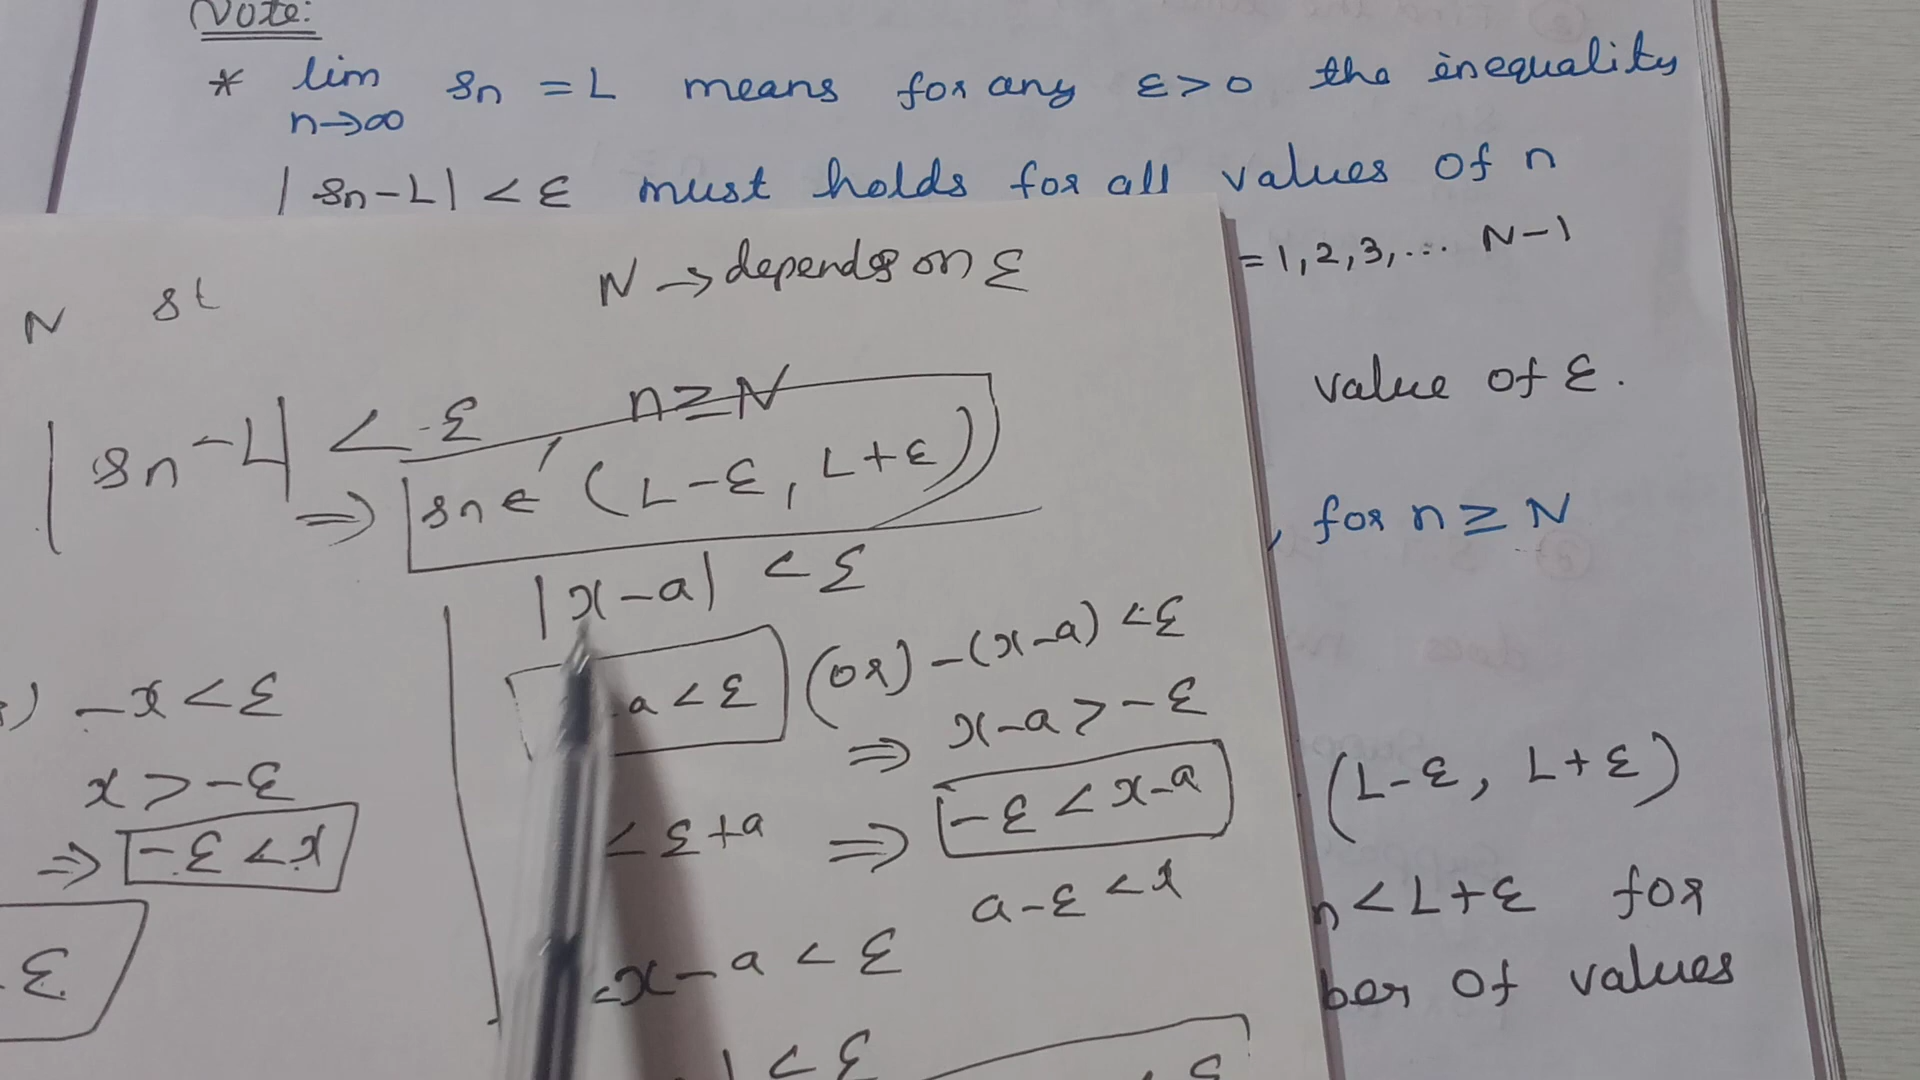 Note:
* lim n→∞ sn = L means for any ε > 0 the inequality
| sn - L | < ε must holds for all values of n
= 1, 2, 3, ... N-1
value of ε.
, for n ≥ N
(L-ε, L+ε)
n < L+ε for
ber of values
N → depends on ε
N st
| sn - L | < ε, n ≥ N
⇒ sn ∈ (L-ε, L+ε)
|x-a| < ε
a < ε (or) -(x-a) < ε
⇒ x-a > -ε
< ε+a ⇒ -ε < x-a
a-ε < x
-x < ε
x > -ε
⇒ -ε < x
ε
x-a < ε
| < ε